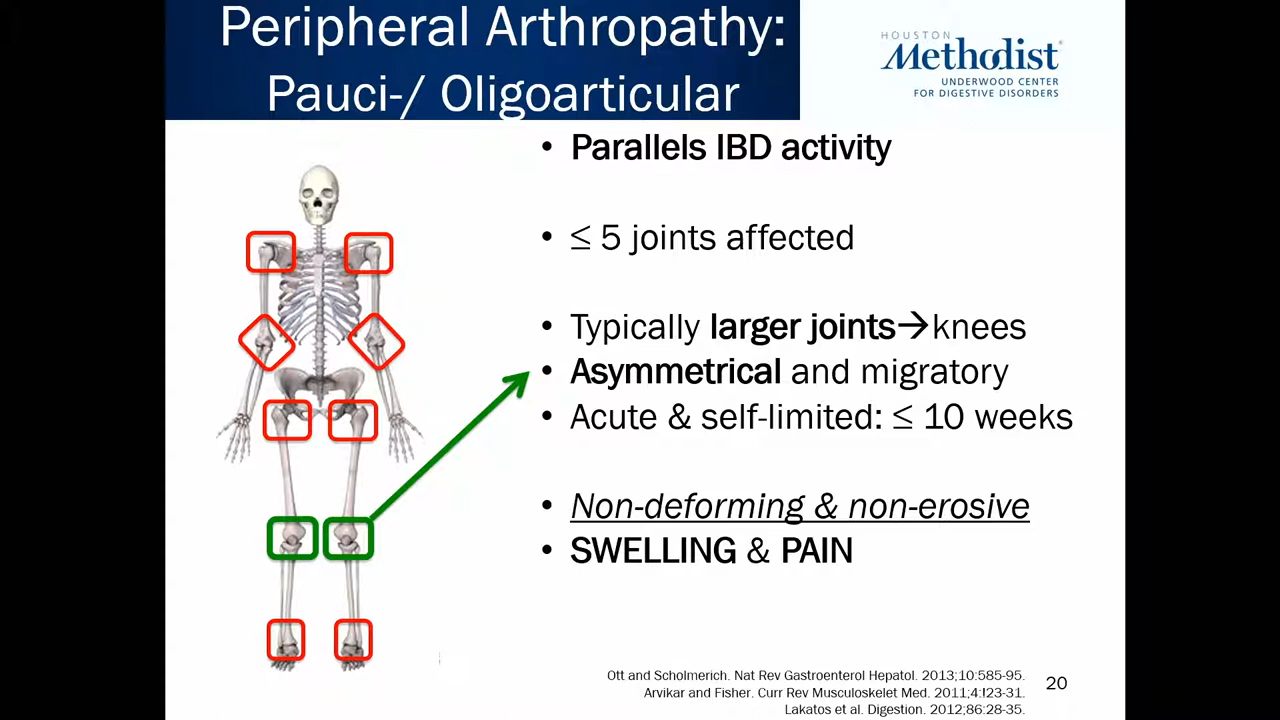 Peripheral Arthropathy:
Pauci-/ Oligoarticular
HOUSTON
Methodist
UNDERWOOD CENTER
FOR DIGESTIVE DISORDERS
• Parallels IBD activity
• ≤ 5 joints affected
• Typically larger joints→knees
• Asymmetrical and migratory
• Acute & self-limited: ≤ 10 weeks
• Non-deforming & non-erosive
• SWELLING & PAIN
Ott and Scholmerich. Nat Rev Gastroenterol Hepatol. 2013;10:585-95.
Arvikar and Fisher. Curr Rev Musculoskelet Med. 2011;4:123-31.
Lakatos et al. Digestion. 2012;86:28-35.
20